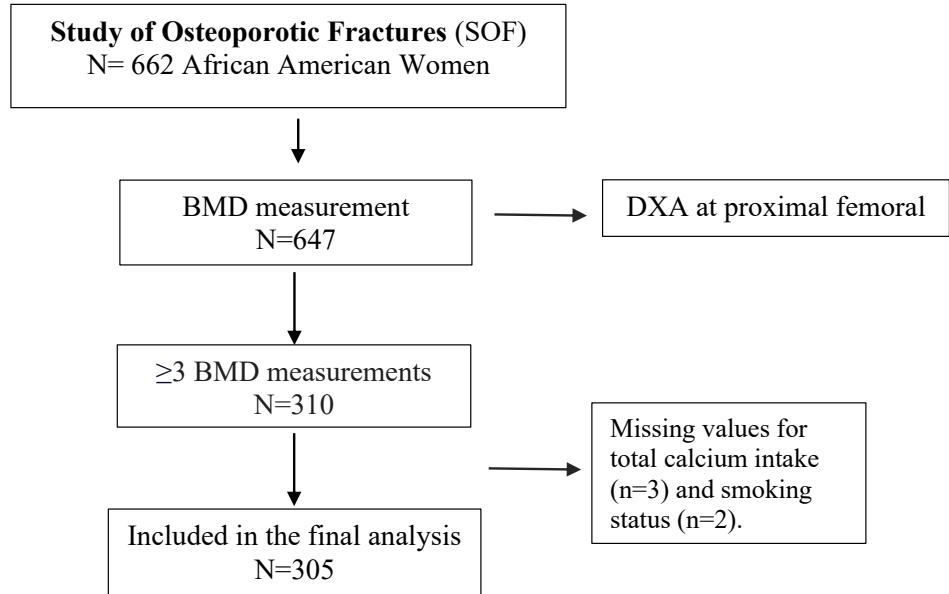 Study of Osteoporotic Fractures (SOF)
N= 662 African American Women
BMD measurement
N=647
DXA at proximal femoral
≥3 BMD measurements
N=310
Missing values for
total calcium intake
(n=3) and smoking
status (n=2).
Included in the final analysis
N=305